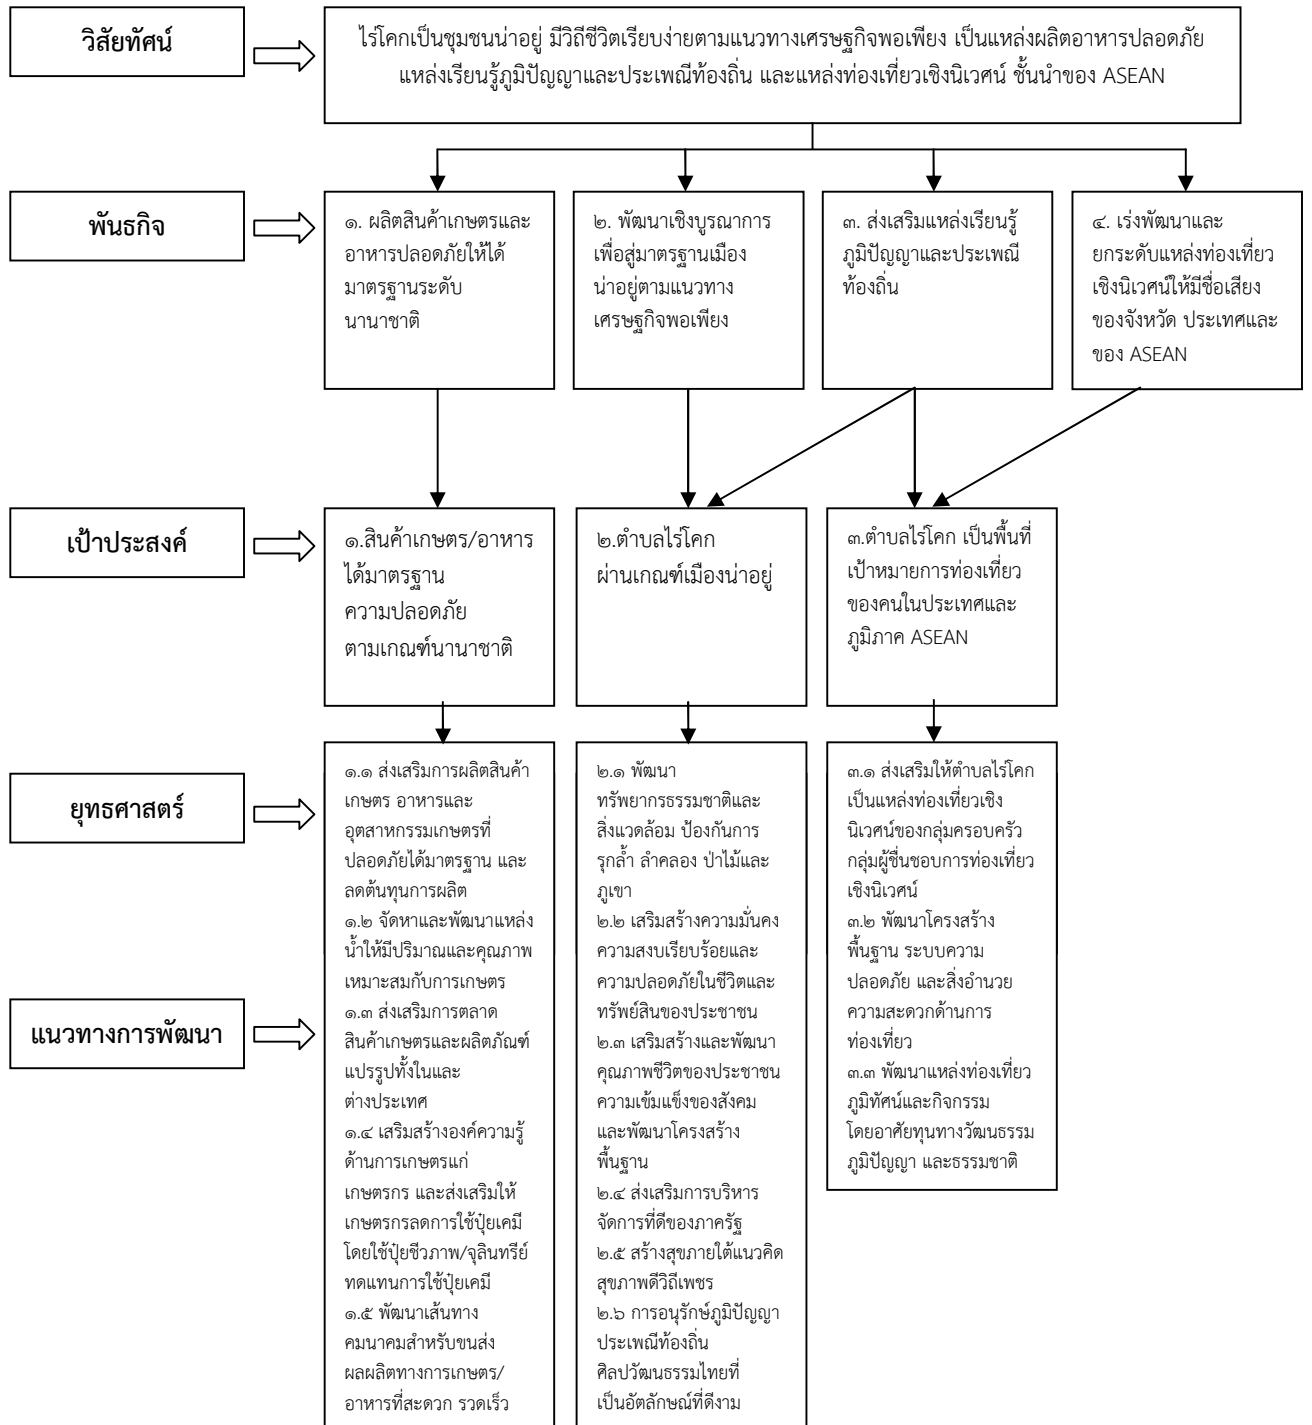 วิสัยทัศน์
ไร่โคกเป็นชุมชนน่าอยู่ มีวิถีชีวิตเรียบง่ายตามแนวทางเศรษฐกิจพอเพียง เป็นแหล่งผลิตอาหารปลอดภัย
แหล่งเรียนรู้ภูมิปัญญาและประเพณีท้องถิ่น และแหล่งท่องเที่ยวเชิงนิเวศน์ ชั้นนำของ ASEAN
พันธกิจ
๑. ผลิตสินค้าเกษตรและ
อาหารปลอดภัยให้ได้
มาตรฐานระดับ
นานาชาติ
๒. พัฒนาเชิงบูรณาการ
เพื่อสู่มาตรฐานเมือง
น่าอยู่ตามแนวทาง
เศรษฐกิจพอเพียง
๓. ส่งเสริมแหล่งเรียนรู้
ภูมิปัญญาและประเพณี
ท้องถิ่น
๔. เร่งพัฒนาและ
ยกระดับแหล่งท่องเที่ยว
เชิงนิเวศน์ให้มีชื่อเสียง
ของจังหวัด ประเทศและ
ของ ASEAN
เป้าประสงค์
๑.สินค้าเกษตร/อาหาร
ได้มาตรฐาน
ความปลอดภัย
ตามเกณฑ์นานาชาติ
๒.ตำบลไร่โคก
ผ่านเกณฑ์เมืองน่าอยู่
๓.ตำบลไร่โคก เป็นพื้นที่
เป้าหมายการท่องเที่ยว
ของคนในประเทศและ
ภูมิภาค ASEAN
ยุทธศาสตร์
แนวทางการพัฒนา
๑.๑ ส่งเสริมการผลิตสินค้า
เกษตร อาหารและ
อุตสาหกรรมเกษตรที่
ปลอดภัยได้มาตรฐาน และ
ลดต้นทุนการผลิต
๑.๒ จัดหาและพัฒนาแหล่ง
น้ำให้มีปริมาณและคุณภาพ
เหมาะสมกับการเกษตร
๑.๓ ส่งเสริมการตลาด
สินค้าเกษตรและผลิตภัณฑ์
แปรรูปทั้งในและ
ต่างประเทศ
๑.๔ เสริมสร้างองค์ความรู้
ด้านการเกษตรแก่
เกษตรกร และส่งเสริมให้
เกษตรกรลดการใช้ปุ๋ยเคมี
โดยใช้ปุ๋ยชีวภาพ/จุลินทรีย์
ทดแทนการใช้ปุ๋ยเคมี
๑.๕ พัฒนาเส้นทาง
คมนาคมสำหรับขนส่ง
ผลผลิตทางการเกษตร/
อาหารที่สะดวก รวดเร็ว
๒.๑ พัฒนา
ทรัพยากรธรรมชาติและ
สิ่งแวดล้อม ป้องกันการ
รุกล้ำ ลำคลอง ป่าไม้และ
ภูเขา
๒.๒ เสริมสร้างความมั่นคง
ความสงบเรียบร้อยและ
ความปลอดภัยในชีวิตและ
ทรัพย์สินของประชาชน
๒.๓ เสริมสร้างและพัฒนา
คุณภาพชีวิตของประชาชน
ความเข้มแข็งของสังคม
และพัฒนาโครงสร้าง
พื้นฐาน
๒.๔ ส่งเสริมการบริหาร
จัดการที่ดีของภาครัฐ
๒.๕ สร้างสุขภายใต้แนวคิด
สุขภาพดีวิถีเพชร
๒.๖ การอนุรักษ์ภูมิปัญญา
ประเพณีท้องถิ่น
ศิลปวัฒนธรรมไทยที่
เป็นอัตลักษณ์ที่ดีงาม
๓.๑ ส่งเสริมให้ตำบลไร่โคก
เป็นแหล่งท่องเที่ยวเชิง
นิเวศน์ของกลุ่มครอบครัว
กลุ่มผู้ชื่นชอบการท่องเที่ยว
เชิงนิเวศน์
๓.๒ พัฒนาโครงสร้าง
พื้นฐาน ระบบความ
ปลอดภัย และสิ่งอำนวย
ความสะดวกด้านการ
ท่องเที่ยว
๓.๓ พัฒนาแหล่งท่องเที่ยว
ภูมิทัศน์และกิจกรรม
โดยอาศัยทุนทางวัฒนธรรม
ภูมิปัญญา และธรรมชาติ